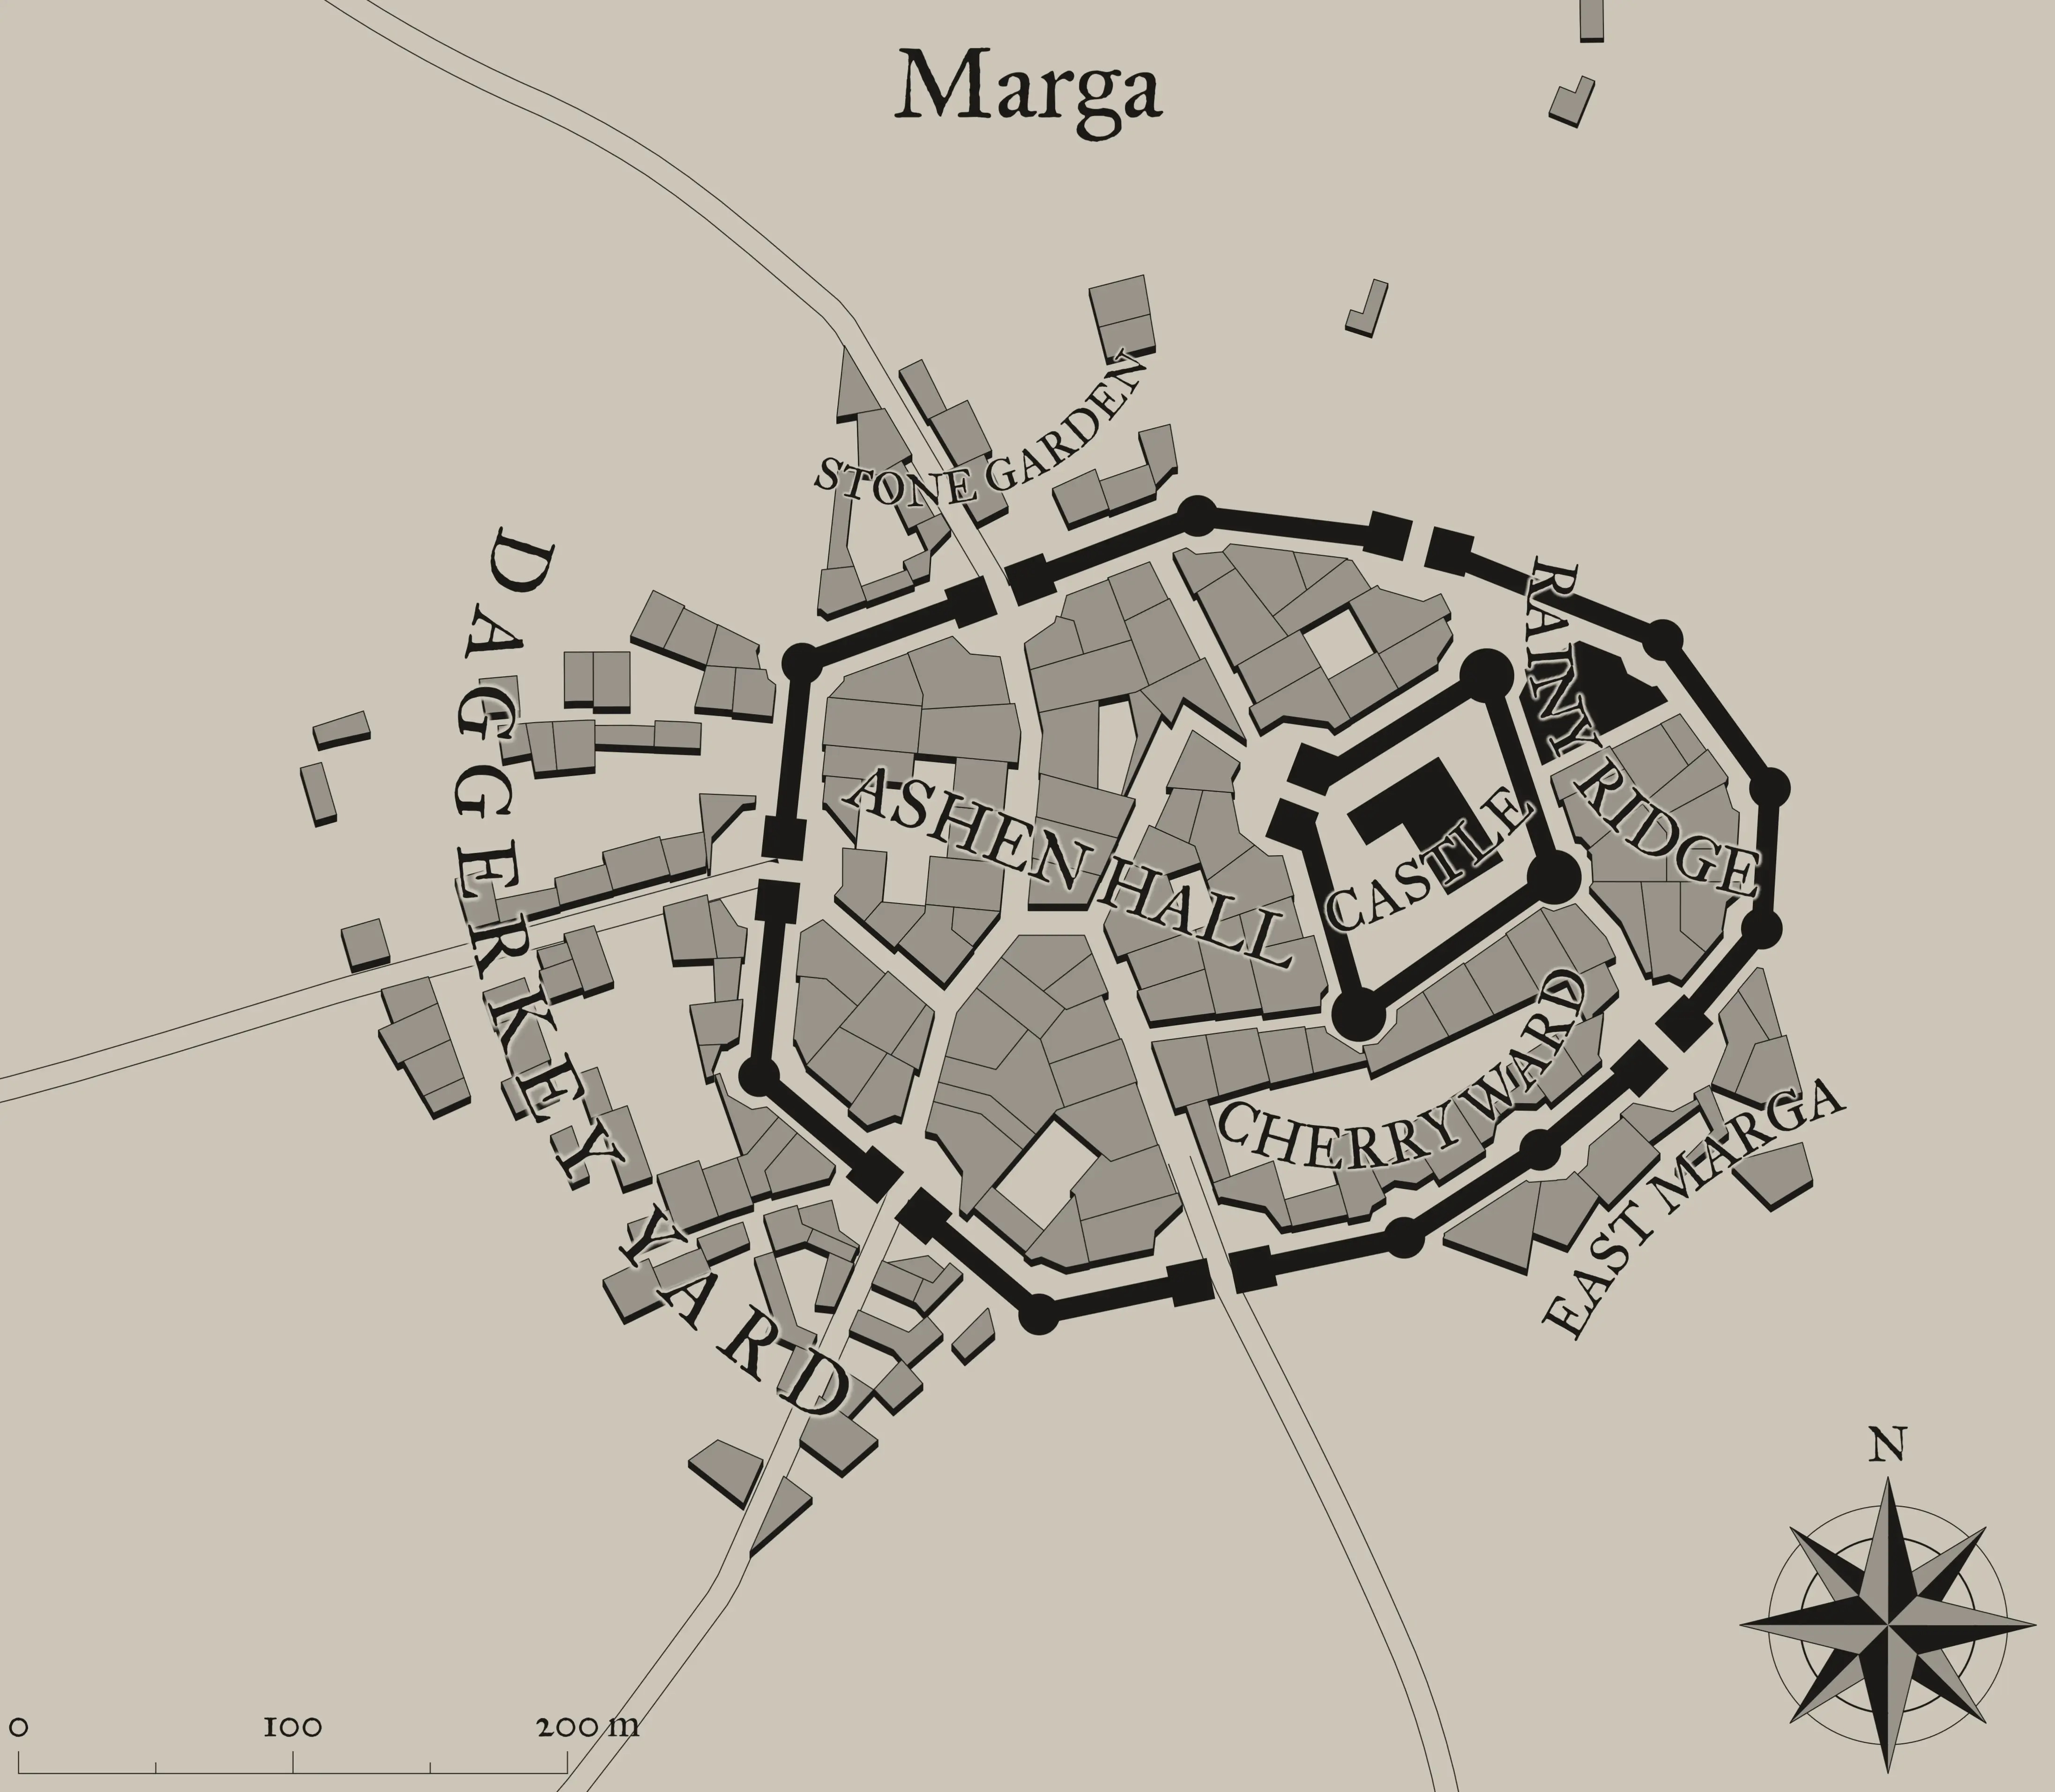 Marga
STONE GARDEN
RAINY RIDGE
DAGGERKEY YARD
ASHEN HALL
CASTLE
CHERRY WARD
EAST MARGA
N
0 100 200 m